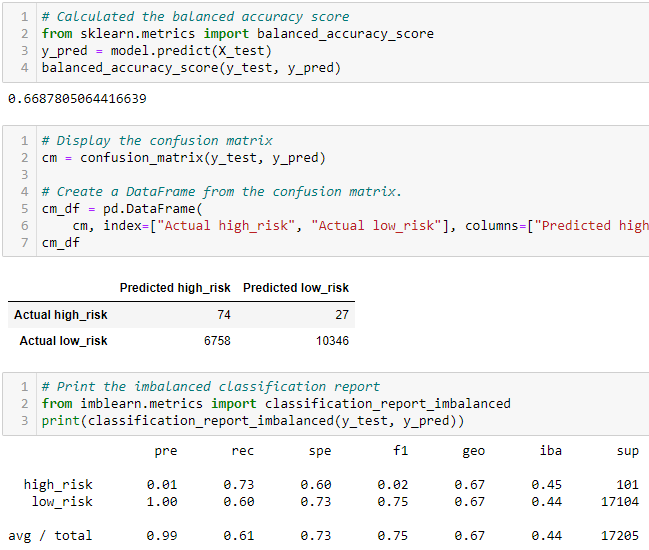 1 # Calculated the balanced accuracy score
2 from sklearn.metrics import balanced_accuracy_score
3 y_pred = model.predict(X_test)
4 balanced_accuracy_score(y_test, y_pred)
0.6687805064416639
1 # Display the confusion matrix
2 cm = confusion_matrix(y_test, y_pred)
3
4 # Create a DataFrame from the confusion matrix.
5 cm_df = pd.DataFrame(
6 cm, index=["Actual high_risk", "Actual low_risk"], columns=["Predicted high
7 cm_df
Predicted high_risk Predicted low_risk
Actual high_risk 74 27
Actual low_risk 6758 10346
1 # Print the imbalanced classification report
2 from imblearn.metrics import classification_report_imbalanced
3 print(classification_report_imbalanced(y_test, y_pred))
pre rec spe f1 geo iba sup
high_risk 0.01 0.73 0.60 0.02 0.67 0.45 101
low_risk 1.00 0.60 0.73 0.75 0.67 0.44 17104
avg / total 0.99 0.61 0.73 0.75 0.67 0.44 17205